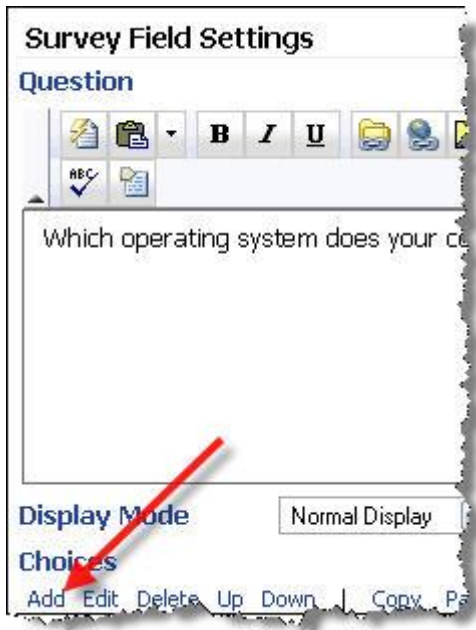 Survey Field Settings
Question
B I U
ABC
Which operating system does your
Display Mode Normal Display
Choices
Add Edit Delete Up Down | Copy